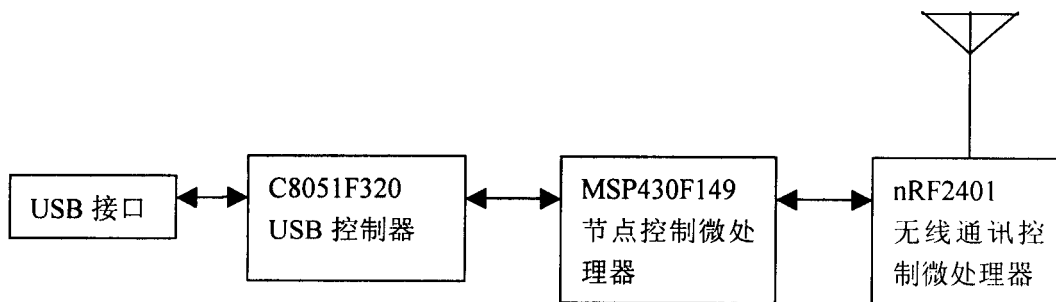 USB 接口
C8051F320
USB 控制器
MSP430F149
节点控制微处
理器
nRF2401
无线通讯控
制微处理器